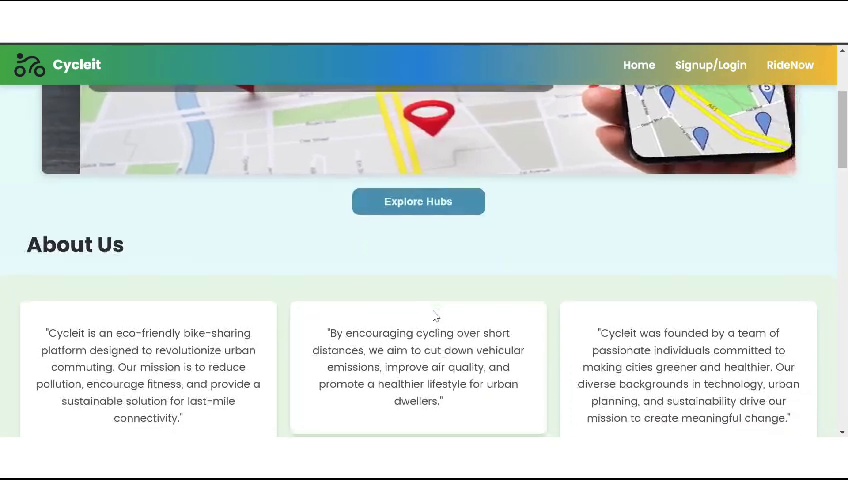 Cycleit
Home Signup/Login RideNow
Explore Hubs
About Us
"Cycleit is an eco-friendly bike-sharing
platform designed to revolutionize urban
commuting. Our mission is to reduce
pollution, encourage fitness, and provide a
sustainable solution for last-mile
connectivity."
"By encouraging cycling over short
distances, we aim to cut down vehicular
emissions, improve air quality, and
promote a healthier lifestyle for urban
dwellers."
"Cycleit was founded by a team of
passionate individuals committed to
making cities greener and healthier. Our
diverse backgrounds in technology, urban
planning, and sustainability drive our
mission to create meaningful change."